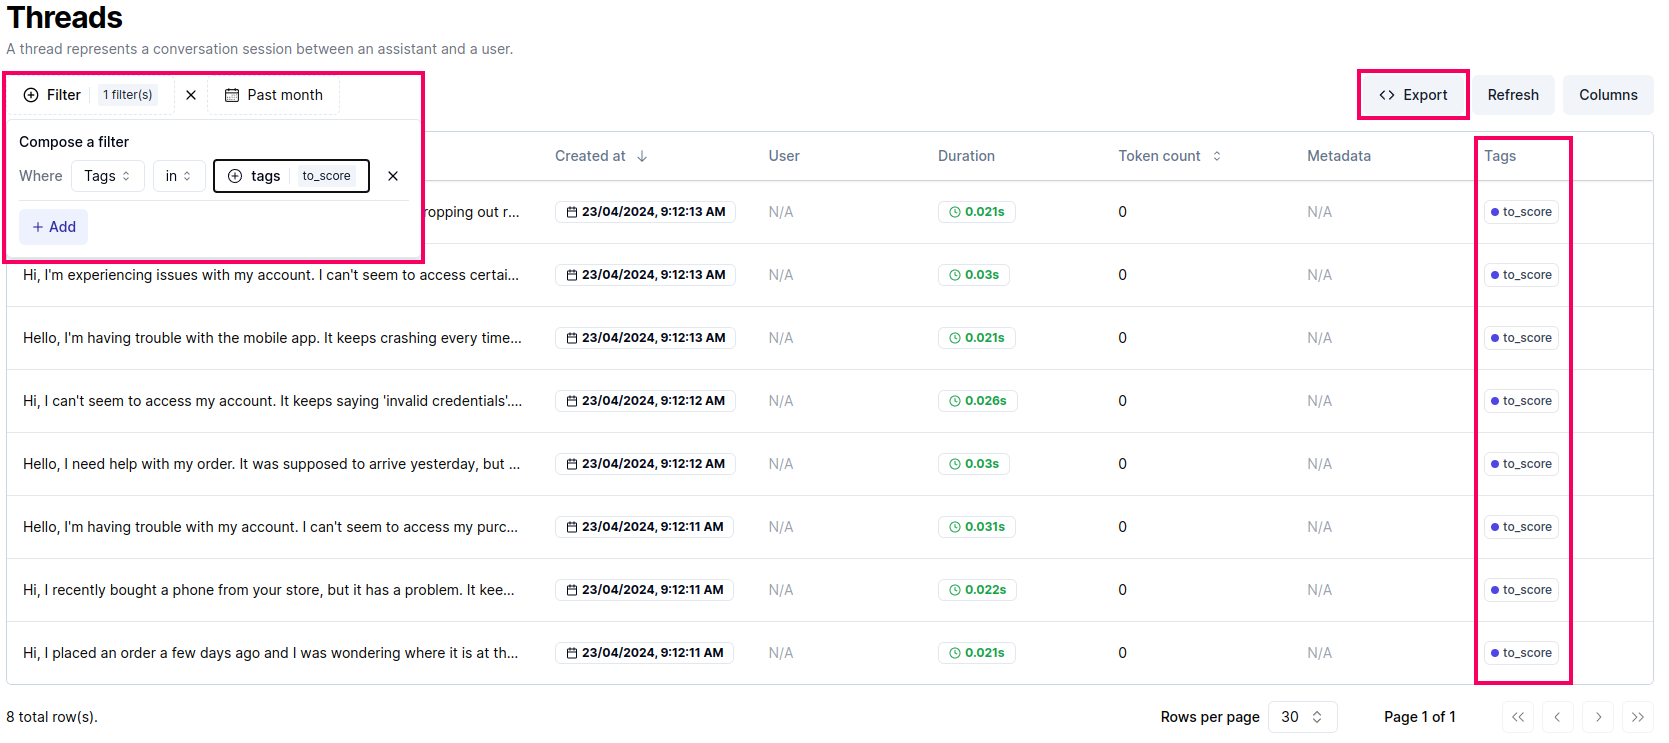 Threads
A thread represents a conversation session between an assistant and a user.
Filter 1 filter(s) Past month Export Refresh Columns
Compose a filter
Where Tags in tags to_score
Add
Created at User Duration Token count Metadata Tags
ropping out r... 23/04/2024, 9:12:13 AM N/A 0.021s 0 N/A to_score
Hi, I'm experiencing issues with my account. I can't seem to access certai... 23/04/2024, 9:12:13 AM N/A 0.03s 0 N/A to_score
Hello, I'm having trouble with the mobile app. It keeps crashing every time... 23/04/2024, 9:12:13 AM N/A 0.021s 0 N/A to_score
Hi, I can't seem to access my account. It keeps saying 'invalid credentials'.... 23/04/2024, 9:12:12 AM N/A 0.026s 0 N/A to_score
Hello, I need help with my order. It was supposed to arrive yesterday, but ... 23/04/2024, 9:12:12 AM N/A 0.03s 0 N/A to_score
Hello, I'm having trouble with my account. I can't seem to access my purc... 23/04/2024, 9:12:11 AM N/A 0.031s 0 N/A to_score
Hi, I recently bought a phone from your store, but it has a problem. It kee... 23/04/2024, 9:12:11 AM N/A 0.022s 0 N/A to_score
Hi, I placed an order a few days ago and I was wondering where it is at th... 23/04/2024, 9:12:11 AM N/A 0.021s 0 N/A to_score
8 total row(s). Rows per page 30 Page 1 of 1